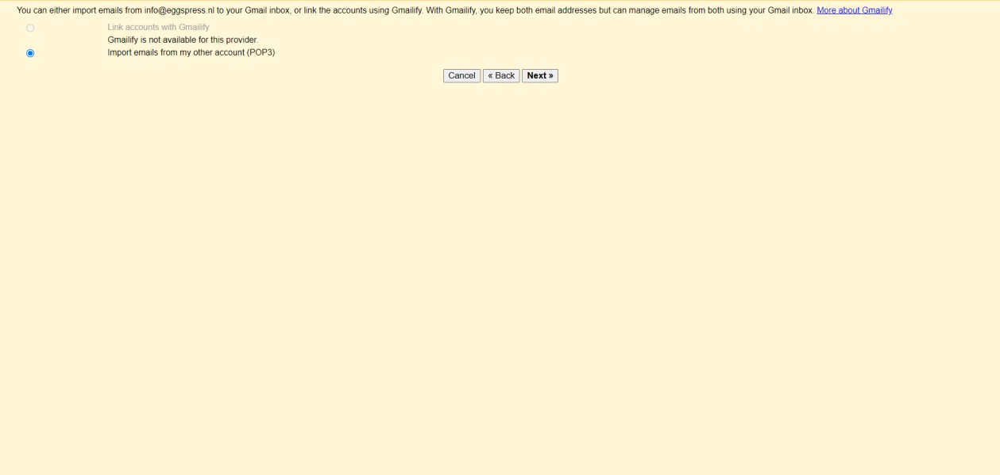 You can either import emails from info@eggspress.nl to your Gmail inbox, or link the accounts using Gmailify. With Gmailify, you keep both email addresses but can manage emails from both using your Gmail inbox. More about Gmailify
Link accounts with Gmailify
Gmailify is not available for this provider.
Import emails from my other account (POP3)
Cancel « Back Next »